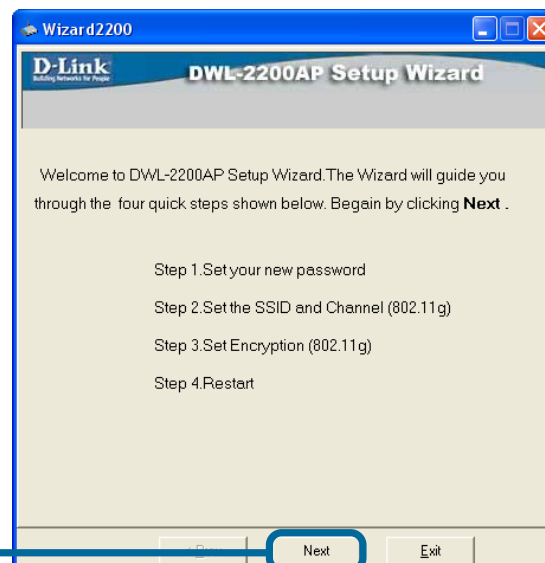 Wizard2200
D-Link
Building Networks for People
DWL-2200AP Setup Wizard
Welcome to DWL-2200AP Setup Wizard.The Wizard will guide you
through the four quick steps shown below. Begain by clicking Next .
Step 1.Set your new password
Step 2.Set the SSID and Channel (802.11g)
Step 3.Set Encryption (802.11g)
Step 4.Restart
Next
Exit